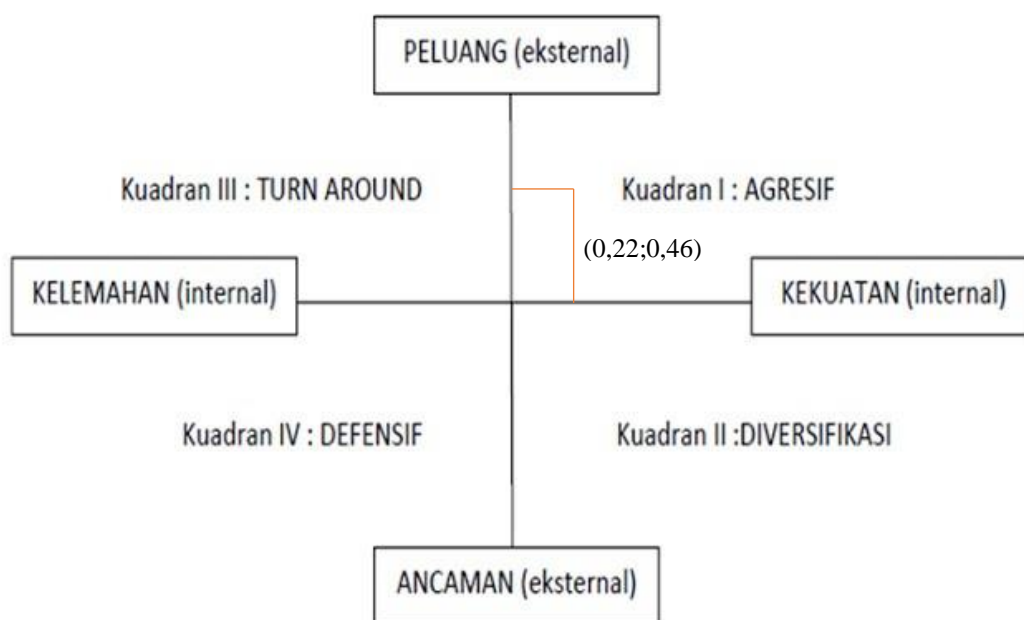 PELUANG (eksternal)
Kuadran III : TURN AROUND
Kuadran I : AGRESIF
(0,22;0,46)
KELEMAHAN (internal)
KEKUATAN (internal)
Kuadran IV : DEFENSIF
Kuadran II :DIVERSIFIKASI
ANCAMAN (eksternal)